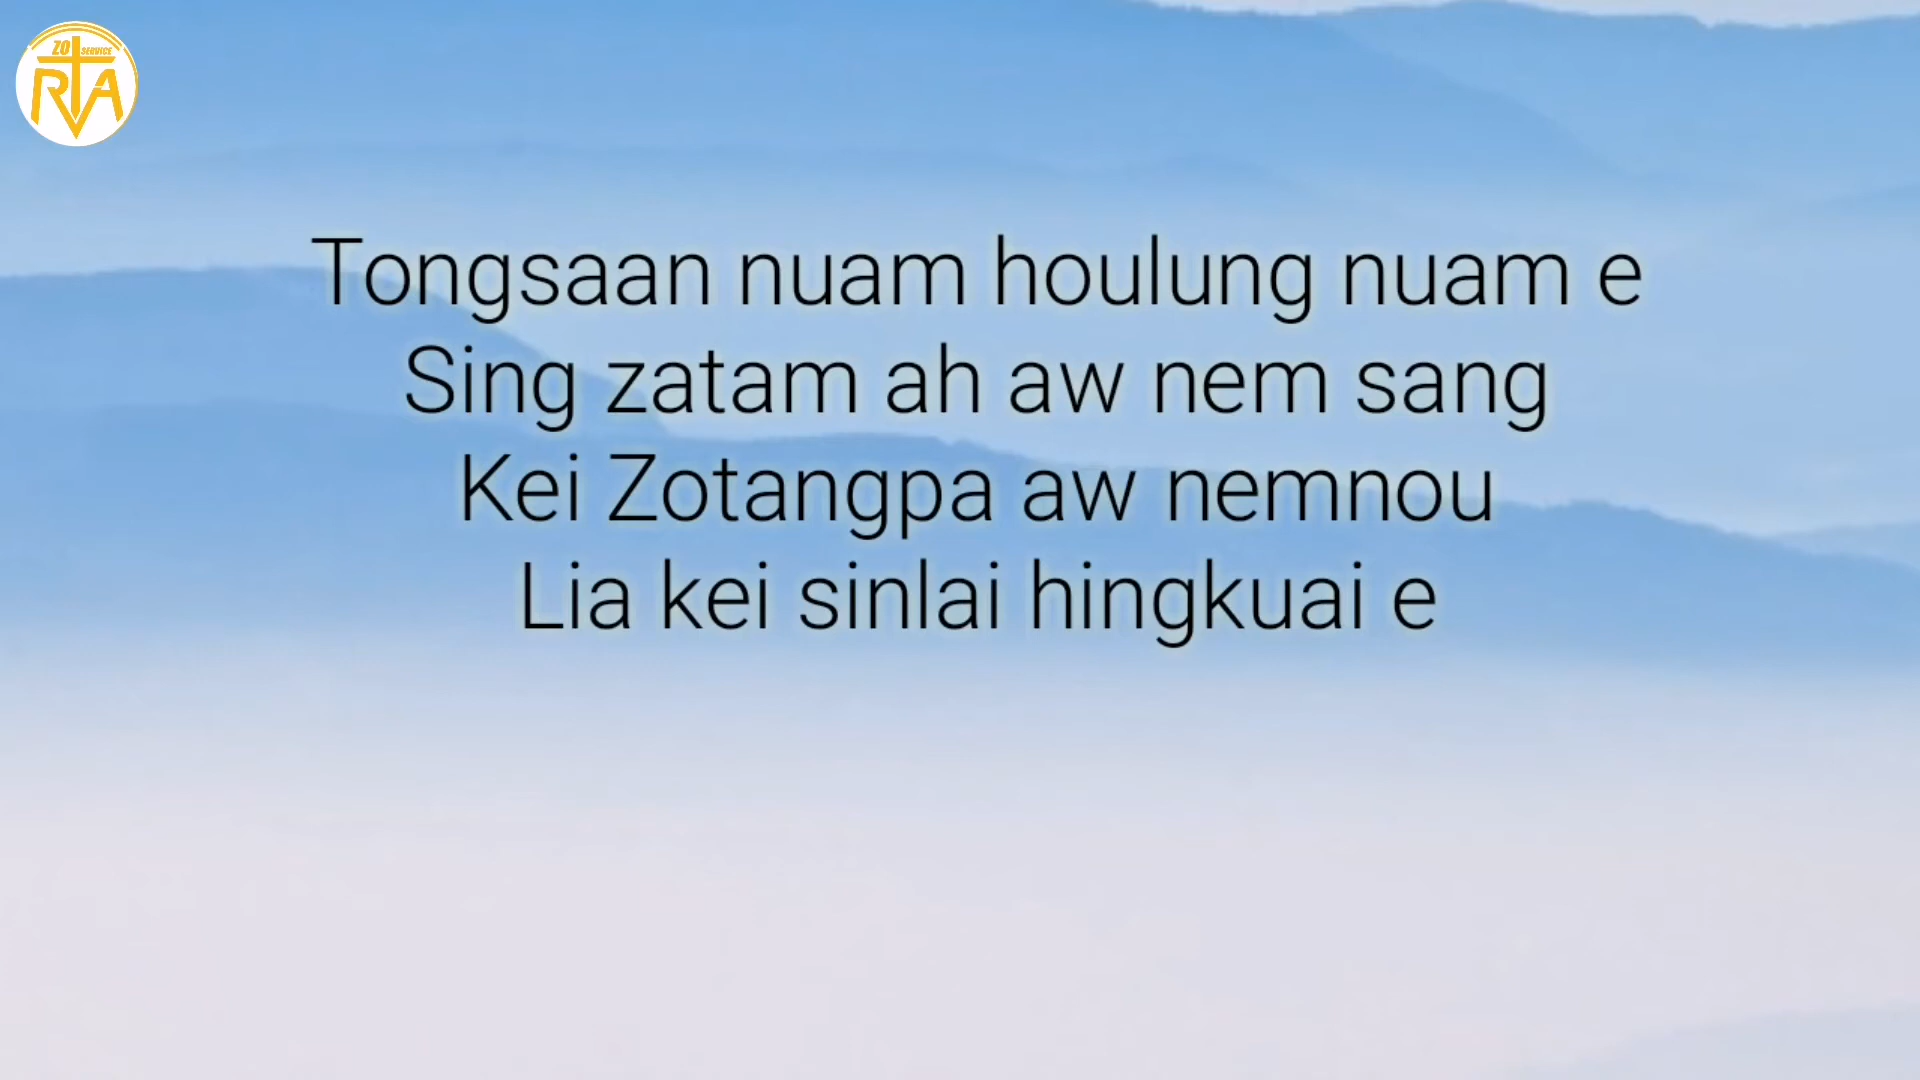 ZO SERVICE
RVA
Tongsaan nuam houlung nuam e
Sing zatam ah aw nem sang
Kei Zotangpa aw nemnou
Lia kei sinlai hingkuai e